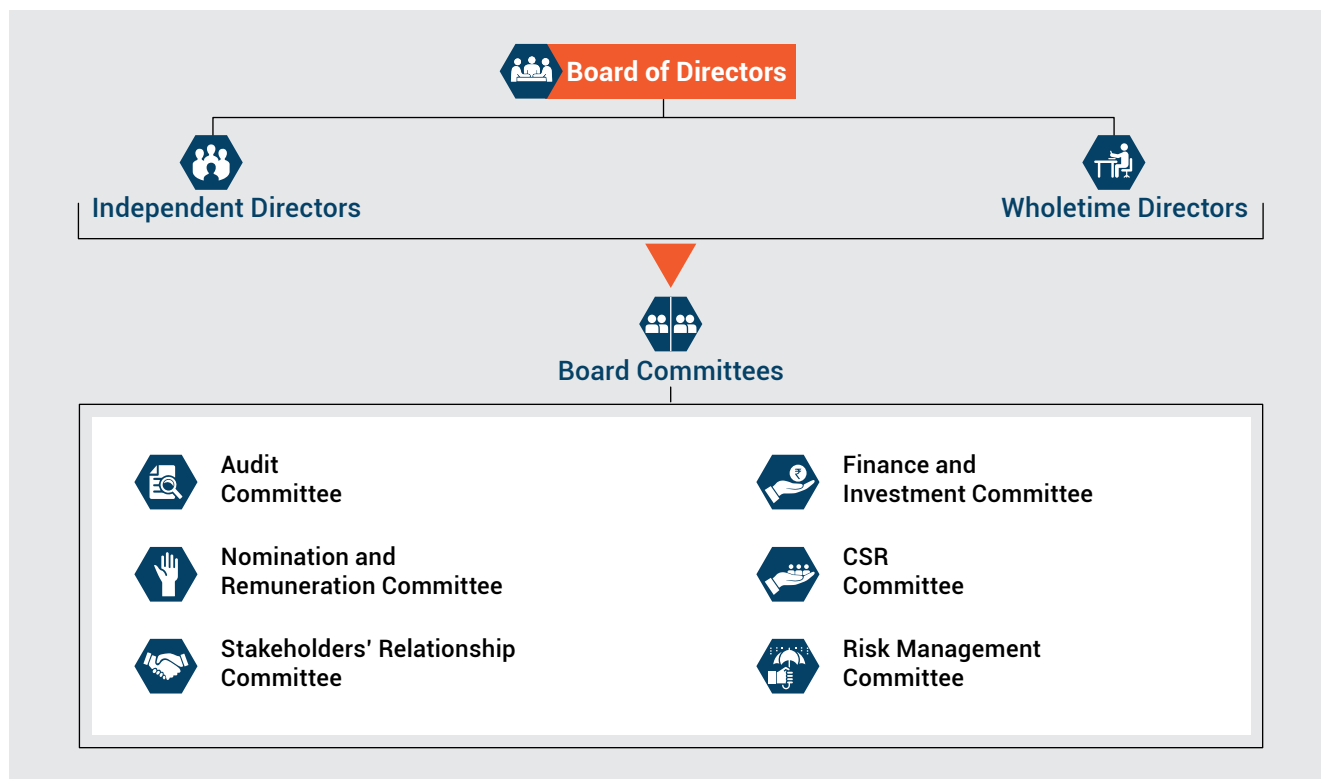 Board of Directors
Independent Directors
Wholetime Directors
Board Committees
Audit
Committee
Nomination and
Remuneration Committee
Stakeholders' Relationship
Committee
Finance and
Investment Committee
CSR
Committee
Risk Management
Committee